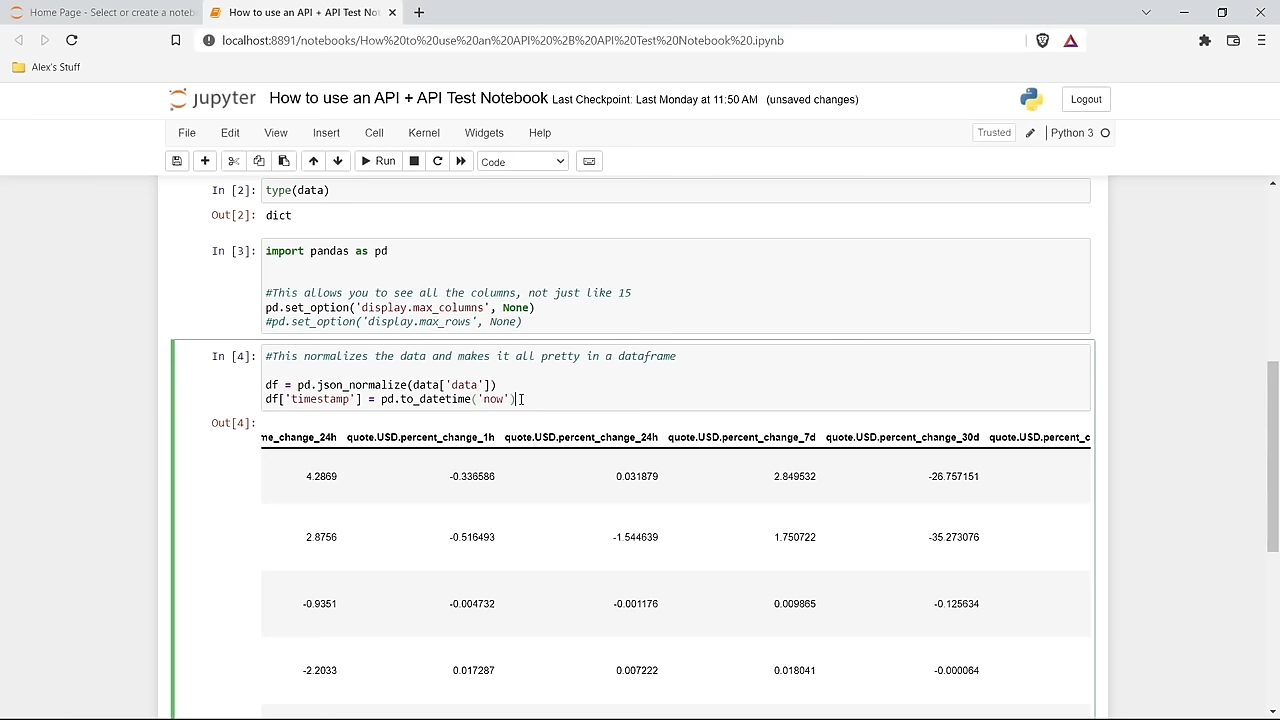 Home Page - Select or create a noteb
How to use an API + API Test Not
localhost:8891/notebooks/How%20to%20use%20an%20API%20%2B%20API%20Test%20Notebook%20.ipynb
Alex's Stuff
jupyter How to use an API + API Test Notebook Last Checkpoint: Last Monday at 11:50 AM (unsaved changes)
Logout
File Edit View Insert Cell Kernel Widgets Help
Trusted Python 3
Run Code
In [2]: type(data)
Out[2]: dict
In [3]: import pandas as pd
#This allows you to see all the columns, not just like 15
pd.set_option('display.max_columns', None)
#pd.set_option('display.max_rows', None)
In [4]: #This normalizes the data and makes it all pretty in a dataframe
df = pd.json_normalize(data['data'])
df['timestamp'] = pd.to_datetime('now')
Out[4]:
me_change_24h quote.USD.percent_change_1h quote.USD.percent_change_24h quote.USD.percent_change_7d quote.USD.percent_change_30d quote.USD.percent_c
4.2869 -0.336586 0.031879 2.849532 -26.757151
2.8756 -0.516493 -1.544639 1.750722 -35.273076
-0.9351 -0.004732 -0.001176 0.009865 -0.125634
-2.2033 0.017287 0.007222 0.018041 -0.000064